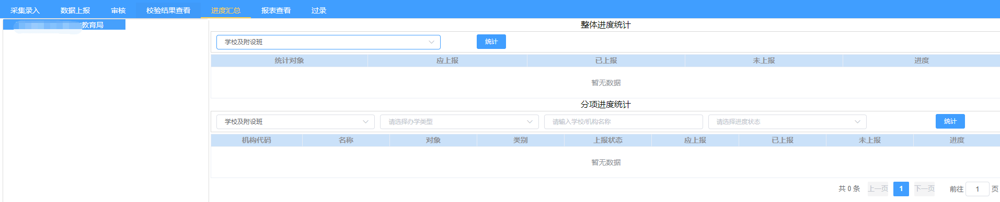 采集录入 数据上报 审核 校验结果查看 进度汇总 报表查看 过录
教育局
整体进度统计
学校及附设班 统计
统计对象 应上报 已上报 未上报 进度
暂无数据
分项进度统计
学校及附设班 请选择办学类型 请输入学校/机构名称 请选择进度状态 统计
机构代码 名称 对象 类别 上报状态 应上报 已上报 未上报 进度
暂无数据
共 0 条 上一页 1 下一页 前往 1 页